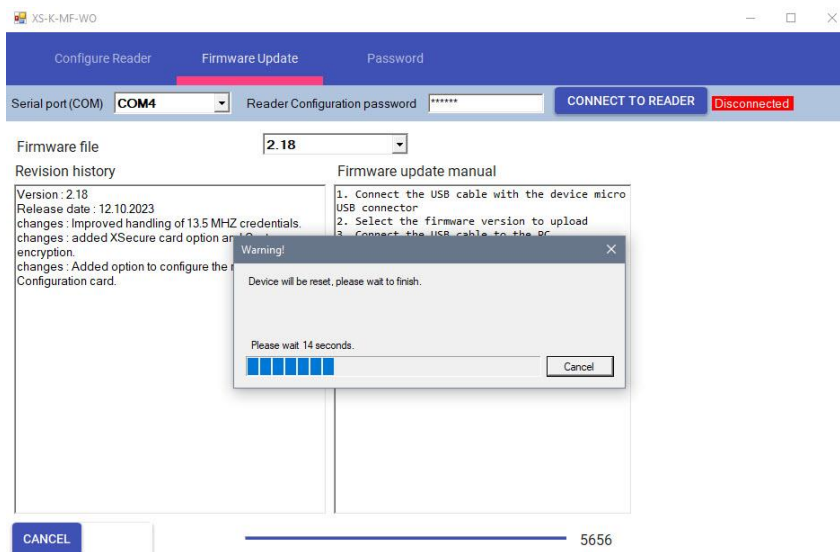 XS-K-MF-WO
Configure Reader Firmware Update Password
Serial port (COM) COM4 Reader Configuration password ****** CONNECT TO READER Disconnected
Firmware file 2.18
Revision history
Version : 2.18
Release date : 12.10.2023
changes : Improved handling of 13.5 MHZ credentials.
changes : added XSecure card option and
encryption.
changes : Added option to configure the
Configuration card.
Firmware update manual
1. Connect the USB cable with the device micro
USB connector
2. Select the firmware version to upload
3. Connect the USB cable to the PC
Warning!
Device will be reset, please wait to finish.
Please wait 14 seconds.
Cancel
CANCEL 5656